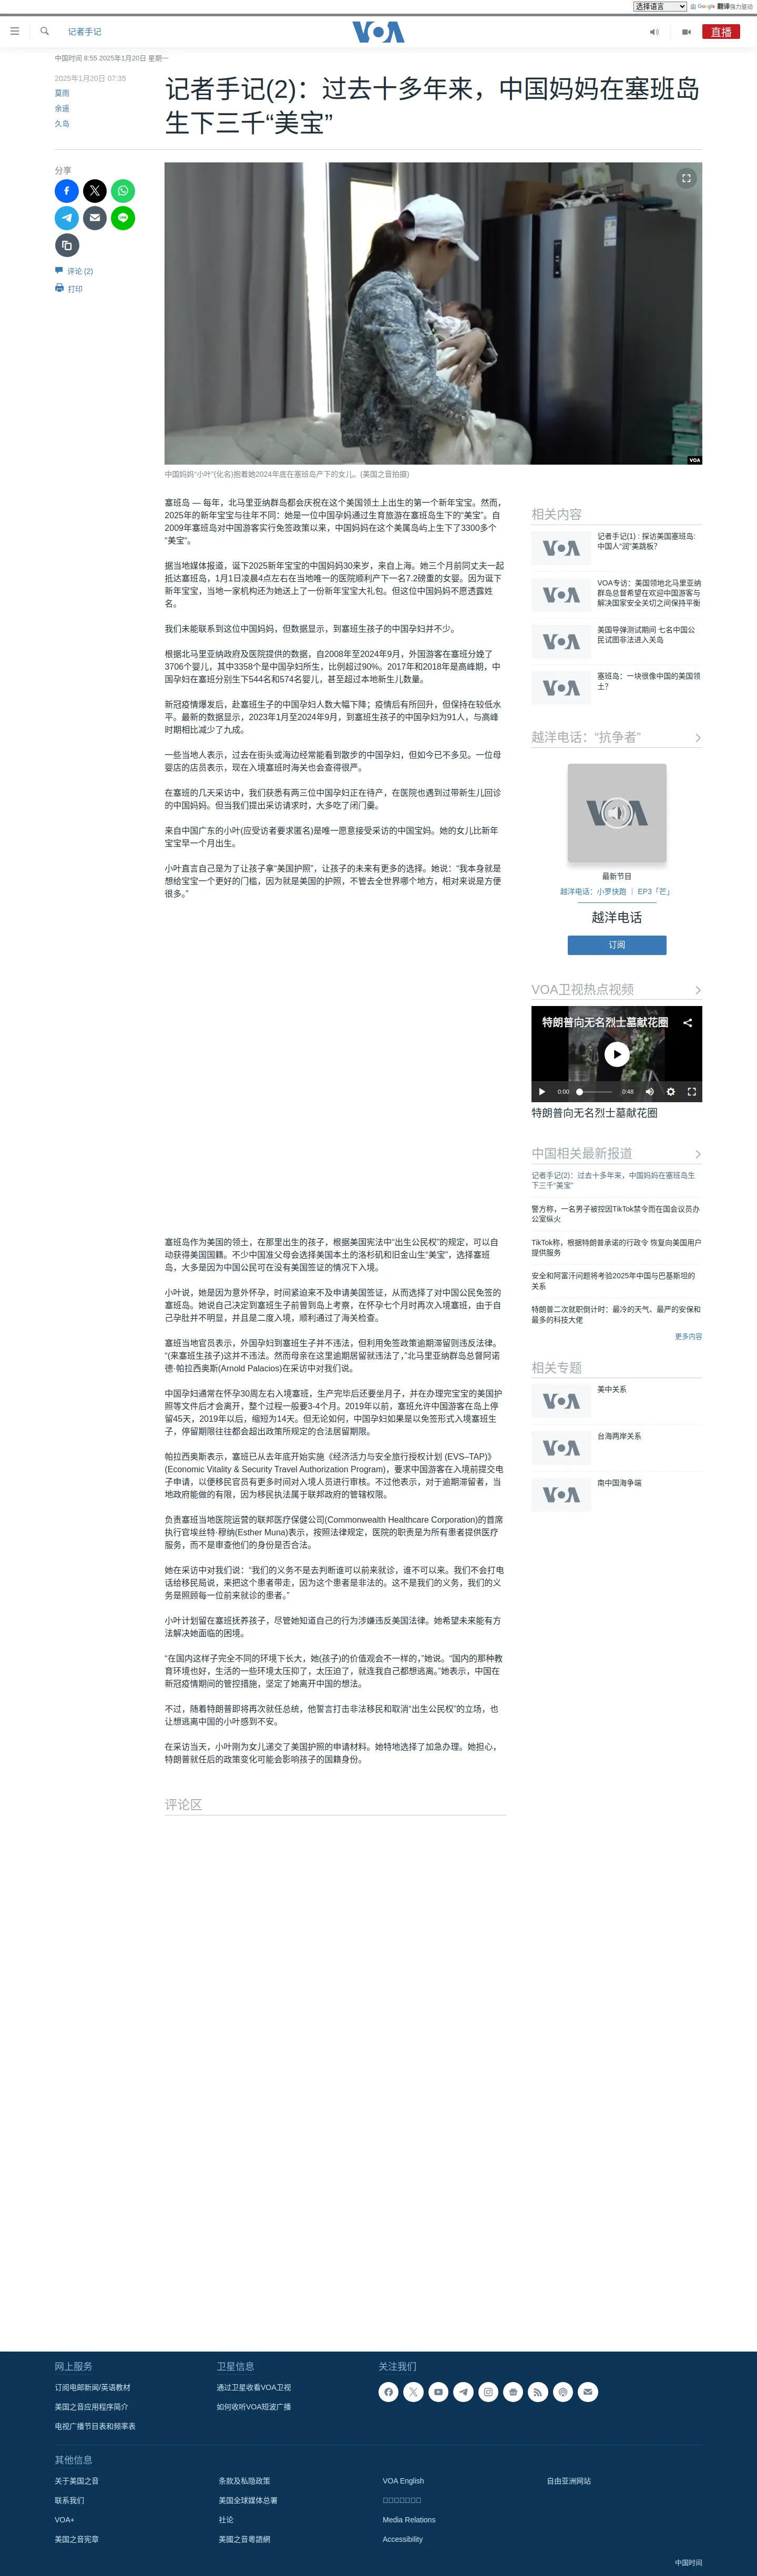 选择语言 由 Google 翻译强力驱动
记者手记
VOA
直播
中国时间 8:55 2025年1月20日 星期一
2025年1月20日 07:35
莫雨
余遥
久岛
记者手记(2)：过去十多年来，中国妈妈在塞班岛
生下三千“美宝”
分享
评论 (2)
打印
VOA
中国妈妈“小叶”(化名)抱着她2024年底在塞班岛产下的女儿。(美国之音拍摄)
塞班岛 — 每年，北马里亚纳群岛都会庆祝在这个美国领土上出生的第一个新年宝宝。然而，
2025年的新年宝宝与往年不同：她是一位中国孕妈通过生育旅游在塞班岛生下的“美宝”。自
2009年塞班岛对中国游客实行免签政策以来，中国妈妈在这个美属岛屿上生下了3300多个
“美宝”。
据当地媒体报道，诞下2025新年宝宝的中国妈妈30来岁，来自上海。她三个月前同丈夫一起
抵达塞班岛，1月1日凌晨4点左右在当地唯一的医院顺利产下一名7.2磅重的女婴。因为诞下
新年宝宝，当地一家机构还为她送上了一份新年宝宝大礼包。但这位中国妈妈不愿透露姓
名。
我们未能联系到这位中国妈妈，但数据显示，到塞班生孩子的中国孕妇并不少。
根据北马里亚纳政府及医院提供的数据，自2008年至2024年9月，外国游客在塞班分娩了
3706个婴儿，其中3358个是中国孕妇所生，比例超过90%。2017年和2018年是高峰期，中
国孕妇在塞班分别生下544名和574名婴儿，甚至超过本地新生儿数量。
新冠疫情爆发后，赴塞班生子的中国孕妇人数大幅下降；疫情后有所回升，但保持在较低水
平。最新的数据显示，2023年1月至2024年9月，到塞班生孩子的中国孕妇为91人，与高峰
时期相比减少了九成。
一些当地人表示，过去在街头或海边经常能看到散步的中国孕妇，但如今已不多见。一位母
婴店的店员表示，现在入境塞班时海关也会查得很严。
在塞班的几天采访中，我们获悉有两三位中国孕妇正在待产，在医院也遇到过带新生儿回诊
的中国妈妈。但当我们提出采访请求时，大多吃了闭门羹。
来自中国广东的小叶(应受访者要求匿名)是唯一愿意接受采访的中国宝妈。她的女儿比新年
宝宝早一个月出生。
小叶直言自己是为了让孩子拿“美国护照”，让孩子的未来有更多的选择。她说：“我本身就是
想给宝宝一个更好的门槛，因为就是美国的护照，不管去全世界哪个地方，相对来说是方便
很多。”
塞班岛作为美国的领土，在那里出生的孩子，根据美国宪法中“出生公民权”的规定，可以自
动获得美国国籍。不少中国准父母会选择美国本土的洛杉矶和旧金山生“美宝”，选择塞班
岛，大多是因为中国公民可在没有美国签证的情况下入境。
小叶说，她是因为意外怀孕，时间紧迫来不及申请美国签证，从而选择了对中国公民免签的
塞班岛。她说自己决定到塞班生子前曾到岛上考察，在怀孕七个月时再次入境塞班，由于自
己孕肚并不明显，并且是二度入境，顺利通过了海关检查。
塞班当地官员表示，外国孕妇到塞班生子并不违法，但利用免签政策逾期滞留则违反法律。
“(来塞班生孩子)这并不违法。然而母亲在这里逾期居留就违法了，”北马里亚纳群岛总督阿诺
德·帕拉西奥斯(Arnold Palacios)在采访中对我们说。
中国孕妇通常在怀孕30周左右入境塞班，生产完毕后还要坐月子，并在办理完宝宝的美国护
照等文件后才会离开，整个过程一般要3-4个月。2019年以前，塞班允许中国游客在岛上停
留45天，2019年以后，缩短为14天。但无论如何，中国孕妇如果是以免签形式入境塞班生
子，停留期限往往都会超出政策所规定的合法居留期限。
帕拉西奥斯表示，塞班已从去年底开始实施《经济活力与安全旅行授权计划 (EVS–TAP)》
(Economic Vitality & Security Travel Authorization Program)，要求中国游客在入境前提交电
子申请，以便移民官员有更多时间对入境人员进行审核。不过他表示，对于逾期滞留者，当
地政府能做的有限，因为移民执法属于联邦政府的管辖权限。
负责塞班当地医院运营的联邦医疗保健公司(Commonwealth Healthcare Corporation)的首席
执行官埃丝特·穆纳(Esther Muna)表示，按照法律规定，医院的职责是为所有患者提供医疗
服务，而不是审查他们的身份是否合法。
她在采访中对我们说：“我们的义务不是去判断谁可以前来就诊，谁不可以来。我们不会打电
话给移民局说，来把这个患者带走，因为这个患者是非法的。这不是我们的义务，我们的义
务是照顾每一位前来就诊的患者。”
小叶计划留在塞班抚养孩子，尽管她知道自己的行为涉嫌违反美国法律。她希望未来能有方
法解决她面临的困境。
“在国内这样子完全不同的环境下长大，她(孩子)的价值观会不一样的，”她说。“国内的那种教
育环境也好，生活的一些环境太压抑了，太压迫了，就连我自己都想逃离。”她表示，中国在
新冠疫情期间的管控措施，坚定了她离开中国的想法。
不过，随着特朗普即将再次就任总统，他誓言打击非法移民和取消“出生公民权”的立场，也
让想逃离中国的小叶感到不安。
在采访当天，小叶刚为女儿递交了美国护照的申请材料。她特地选择了加急办理。她担心，
特朗普就任后的政策变化可能会影响孩子的国籍身份。
评论区
相关内容
VOA
记者手记(1)：探访美国塞班岛:
中国人“润”美跳板？
VOA
VOA专访：美国领地北马里亚纳
群岛总督希望在欢迎中国游客与
解决国家安全关切之间保持平衡
VOA
美国导弹测试期间 七名中国公
民试图非法进入关岛
VOA
塞班岛：一块很像中国的美国领
土？
越洋电话：“抗争者”
VOA
最新节目
越洋电话：小罗快跑 ｜ EP3「芒」
越洋电话
订阅
VOA卫视热点视频
特朗普向无名烈士墓献花圈
0:00
0:48
特朗普向无名烈士墓献花圈
中国相关最新报道
记者手记(2)：过去十多年来，中国妈妈在塞班岛生
下三千“美宝”
警方称，一名男子被控因TikTok禁令而在国会议员办
公室纵火
TikTok称，根据特朗普承诺的行政令 恢复向美国用户
提供服务
安全和阿富汗问题将考验2025年中国与巴基斯坦的
关系
特朗普二次就职倒计时：最冷的天气、最严的安保和
最多的科技大佬
更多内容
相关专题
VOA
美中关系
VOA
台海两岸关系
VOA
南中国海争端
网上服务
订阅电邮新闻/英语教材
美国之音应用程序简介
电视广播节目表和频率表
卫星信息
通过卫星收看VOA卫视
如何收听VOA短波广播
关注我们
其他信息
关于美国之音
联系我们
VOA+
美国之音宪章
条款及私隐政策
美国全球媒体总署
社论
美國之音粵語網
VOA English
□□□□□□□
Media Relations
Accessibility
自由亚洲网站
中国时间